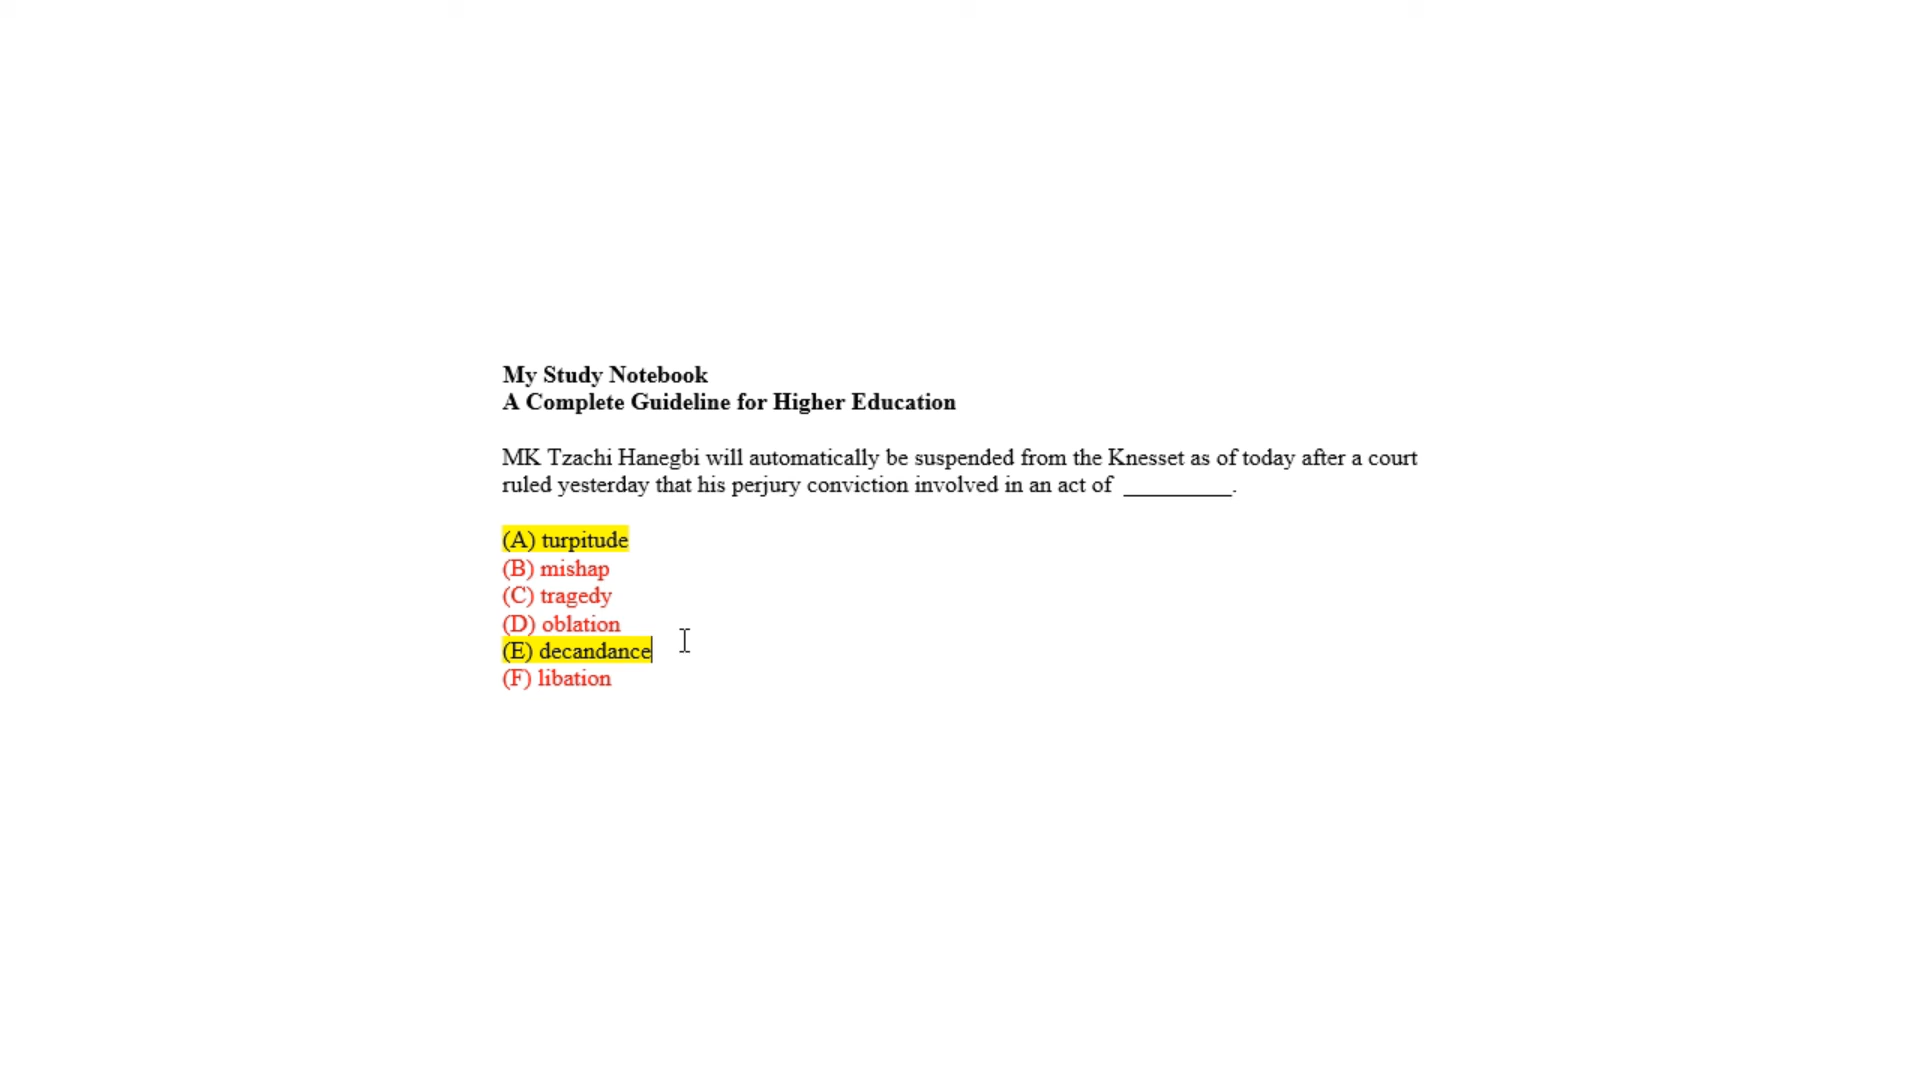 My Study Notebook
A Complete Guideline for Higher Education
MK Tzachi Hanegbi will automatically be suspended from the Knesset as of today after a court
ruled yesterday that his perjury conviction involved in an act of _________.
(A) turpitude
(B) mishap
(C) tragedy
(D) oblation
(E) decandance
(F) libation